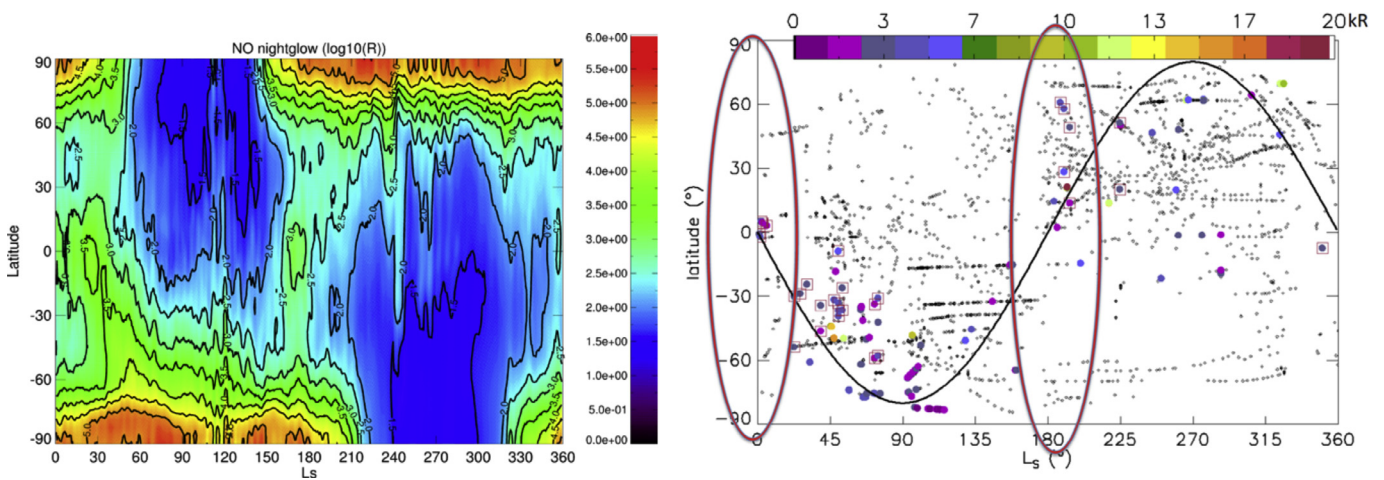 NO nightglow (log10(R))
90
60
30
0
-30
-60
-90
Latitude
0 30 60 90 120 150 180 210 240 270 300 330 360
Ls
6.0e+00
5.5e+00
5.0e+00
4.5e+00
4.0e+00
3.5e+00
3.0e+00
2.5e+00
2.0e+00
1.5e+00
1.0e+00
5.0e-01
0.0e+00
0 3 7 10 13 17 20 kR
90
60
30
0
−30
−60
−90
latitude (°)
0 45 90 135 180 225 270 315 360
Ls (°)